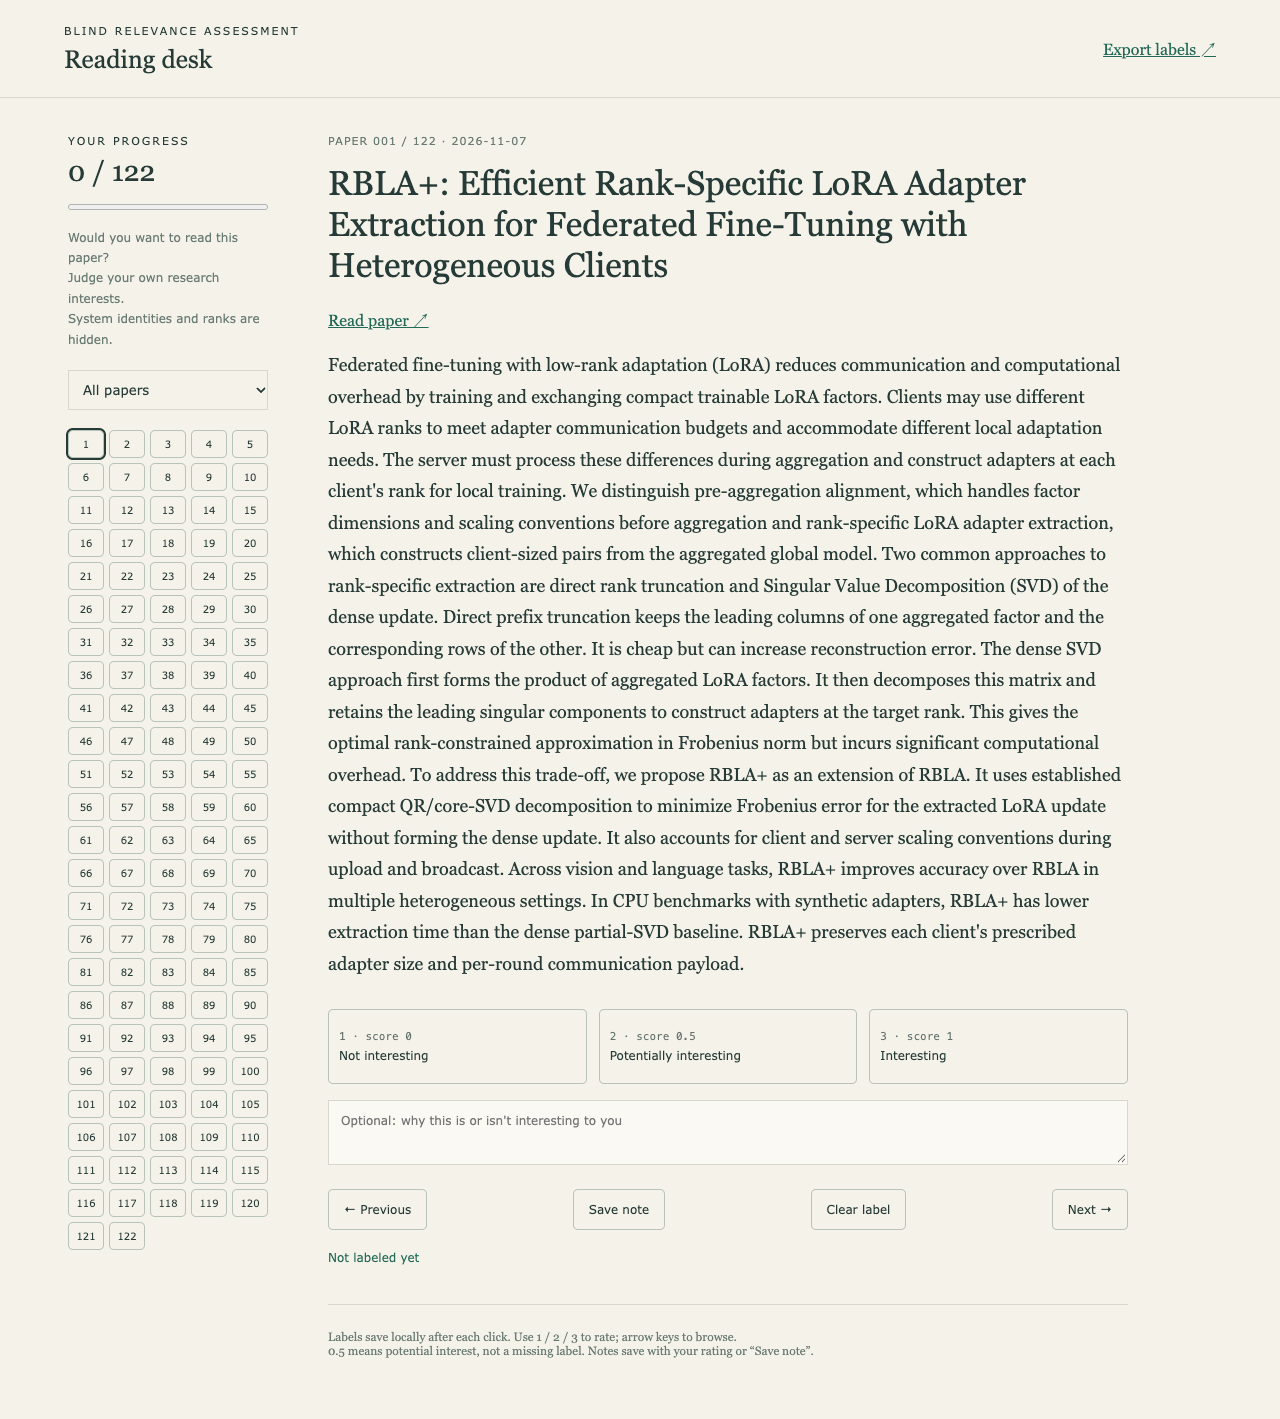 BLIND RELEVANCE ASSESSMENT
Reading desk
Export labels ↗
YOUR PROGRESS
0 / 122
Would you want to read this
paper?
Judge your own research
interests.
System identities and ranks are
hidden.
All papers
1 2 3 4 5
6 7 8 9 10
11 12 13 14 15
16 17 18 19 20
21 22 23 24 25
26 27 28 29 30
31 32 33 34 35
36 37 38 39 40
41 42 43 44 45
46 47 48 49 50
51 52 53 54 55
56 57 58 59 60
61 62 63 64 65
66 67 68 69 70
71 72 73 74 75
76 77 78 79 80
81 82 83 84 85
86 87 88 89 90
91 92 93 94 95
96 97 98 99 100
101 102 103 104 105
106 107 108 109 110
111 112 113 114 115
116 117 118 119 120
121 122
PAPER 001 / 122 · 2026-11-07
RBLA+: Efficient Rank-Specific LoRA Adapter
Extraction for Federated Fine-Tuning with
Heterogeneous Clients
Read paper ↗
Federated fine-tuning with low-rank adaptation (LoRA) reduces communication and computational
overhead by training and exchanging compact trainable LoRA factors. Clients may use different
LoRA ranks to meet adapter communication budgets and accommodate different local adaptation
needs. The server must process these differences during aggregation and construct adapters at each
client's rank for local training. We distinguish pre-aggregation alignment, which handles factor
dimensions and scaling conventions before aggregation and rank-specific LoRA adapter extraction,
which constructs client-sized pairs from the aggregated global model. Two common approaches to
rank-specific extraction are direct rank truncation and Singular Value Decomposition (SVD) of the
dense update. Direct prefix truncation keeps the leading columns of one aggregated factor and the
corresponding rows of the other. It is cheap but can increase reconstruction error. The dense SVD
approach first forms the product of aggregated LoRA factors. It then decomposes this matrix and
retains the leading singular components to construct adapters at the target rank. This gives the
optimal rank-constrained approximation in Frobenius norm but incurs significant computational
overhead. To address this trade-off, we propose RBLA+ as an extension of RBLA. It uses established
compact QR/core-SVD decomposition to minimize Frobenius error for the extracted LoRA update
without forming the dense update. It also accounts for client and server scaling conventions during
upload and broadcast. Across vision and language tasks, RBLA+ improves accuracy over RBLA in
multiple heterogeneous settings. In CPU benchmarks with synthetic adapters, RBLA+ has lower
extraction time than the dense partial-SVD baseline. RBLA+ preserves each client's prescribed
adapter size and per-round communication payload.
1 · score 0
Not interesting
2 · score 0.5
Potentially interesting
3 · score 1
Interesting
Optional: why this is or isn't interesting to you
← Previous
Save note
Clear label
Next →
Not labeled yet
Labels save locally after each click. Use 1 / 2 / 3 to rate; arrow keys to browse.
0.5 means potential interest, not a missing label. Notes save with your rating or “Save note”.